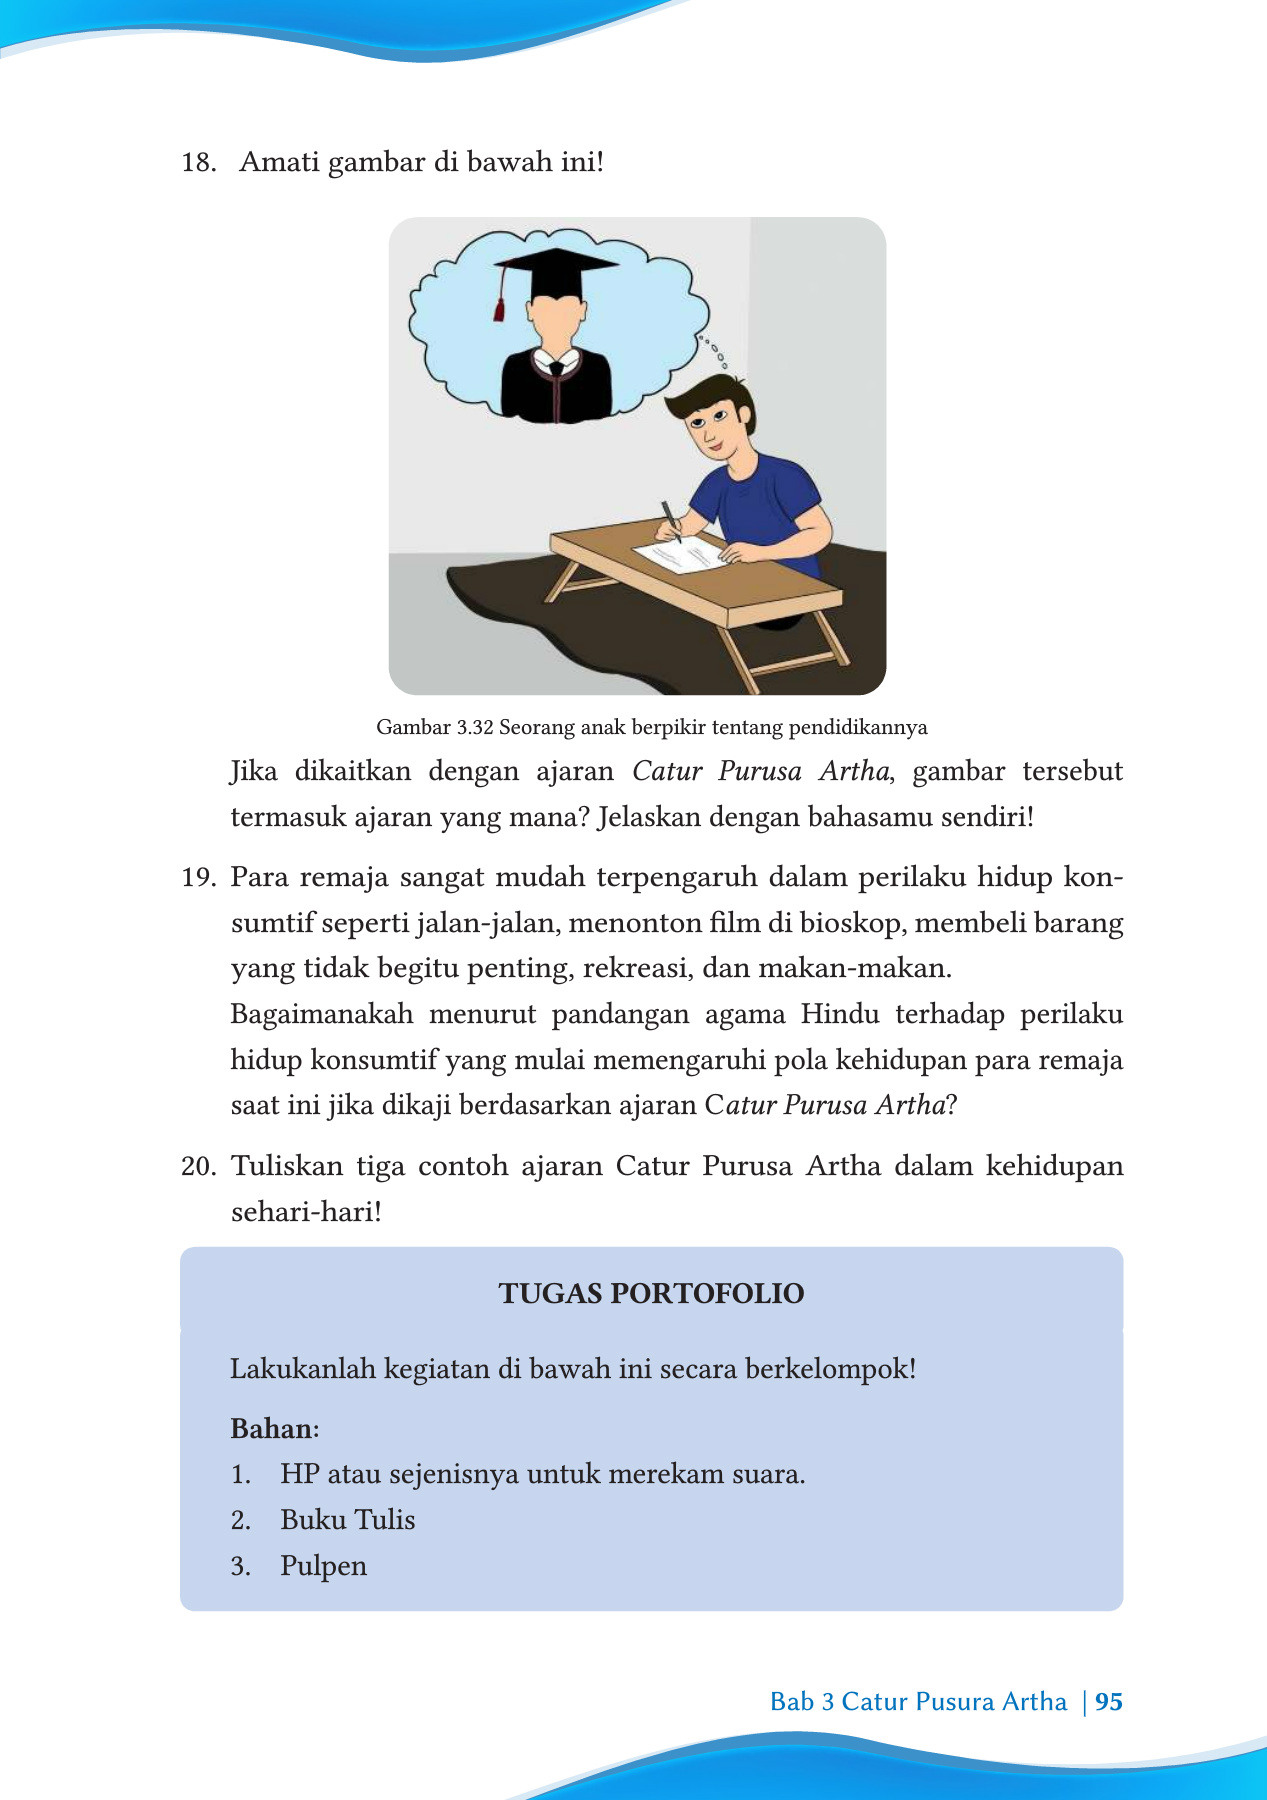 18. Amati gambar di bawah ini!
Gambar 3.32 Seorang anak berpikir tentang pendidikannya
Jika dikaitkan dengan ajaran Catur Purusa Artha, gambar tersebut
termasuk ajaran yang mana? Jelaskan dengan bahasamu sendiri!
19. Para remaja sangat mudah terpengaruh dalam perilaku hidup kon-
sumtif seperti jalan-jalan, menonton film di bioskop, membeli barang
yang tidak begitu penting, rekreasi, dan makan-makan.
Bagaimanakah menurut pandangan agama Hindu terhadap perilaku
hidup konsumtif yang mulai memengaruhi pola kehidupan para remaja
saat ini jika dikaji berdasarkan ajaran Catur Purusa Artha?
20. Tuliskan tiga contoh ajaran Catur Purusa Artha dalam kehidupan
sehari-hari!
TUGAS PORTOFOLIO
Lakukanlah kegiatan di bawah ini secara berkelompok!
Bahan:
1. HP atau sejenisnya untuk merekam suara.
2. Buku Tulis
3. Pulpen
Bab 3 Catur Pusura Artha | 95